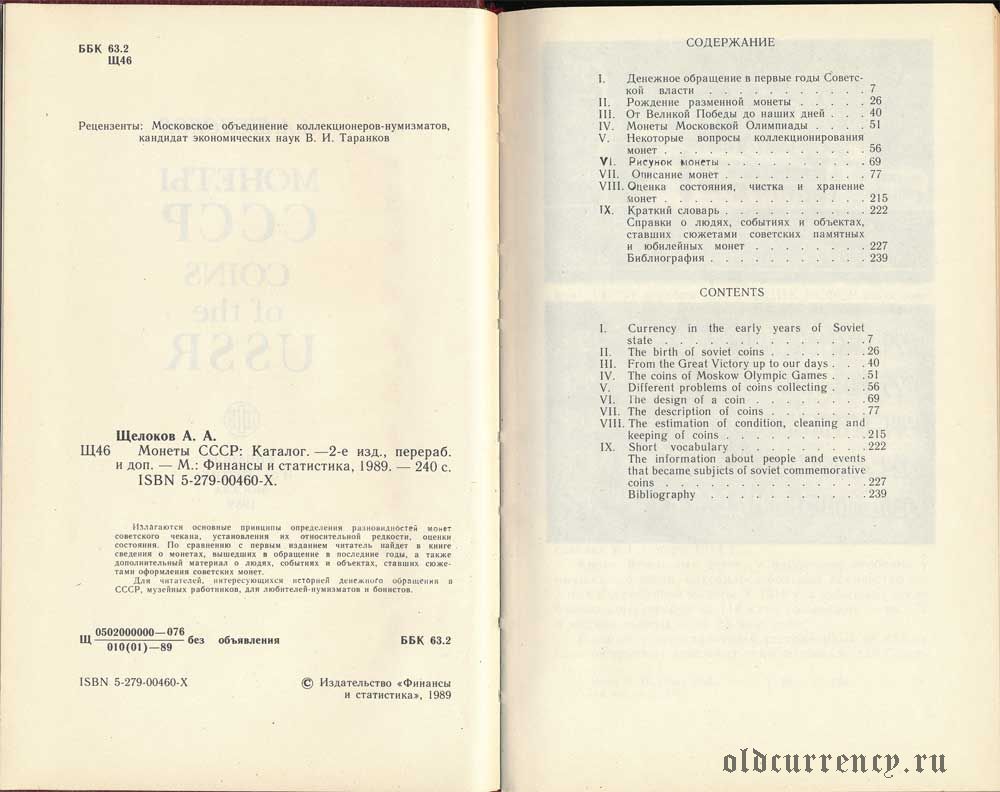 ББК 63.2
Щ46
Рецензенты: Московское объединение коллекционеров-нумизматов,
кандидат экономических наук В. И. Таранков
Щелоков А. А.
Щ46 Монеты СССР: Каталог. —2-е изд., перераб.
и доп. — М.: Финансы и статистика, 1989. — 240 с.
ISBN 5-279-00460-X.
Излагаются основные принципы определения разновидностей монет
советского чекана, установления их относительной редкости, оценки
состояния. По сравнению с первым изданием читатель найдет в книге
сведения о монетах, вышедших в обращение в последние годы, а также
дополнительный материал о людях, событиях и объектах, ставших сюже-
тами оформления советских монет.
Для читателей, интересующихся историей денежного обращения в
СССР, музейных работников, для любителей-нумизматов и бонистов.
Щ 0502000000—076 без объявления ББК 63.2
010(01)—89
ISBN 5-279-00460-X
© Издательство «Финансы
и статистика», 1989
СОДЕРЖАНИЕ
I. Денежное обращение в первые годы Советс-
кой власти . . . . . . . . . . . 7
II. Рождение разменной монеты . . . . . 26
III. От Великой Победы до наших дней . . . 40
IV. Монеты Московской Олимпиады . . . . 51
V. Некоторые вопросы коллекционирования
монет . . . . . . . . . . . . . 56
VI. Рисунок монеты . . . . . . . . . 69
VII. Описание монет . . . . . . . . . 77
VIII. Оценка состояния, чистка и хранение
монет . . . . . . . . . . . . . 215
IX. Краткий словарь . . . . . . . . . 222
Справки о людях, событиях и объектах,
ставших сюжетами советских памятных
и юбилейных монет . . . . . . . 227
Библиография . . . . . . . . . . 239
CONTENTS
I. Currency in the early years of Soviet
state . . . . . . . . . . . . . 7
II. The birth of soviet coins . . . . . . . 26
III. From the Great Victory up to our days . . . 40
IV. The coins of Moskow Olympic Games . . . 51
V. Different problems of coins collecting . . . 56
VI. The design of a coin . . . . . . . . 69
VII. The description of coins . . . . . . . 77
VIII. The estimation of condition, cleaning and
keeping of coins . . . . . . . . . 215
IX. Short vocabulary . . . . . . . . . 222
The information about people and events
that became subjicts of soviet commemorative
coins . . . . . . . . . . . . . 227
Bibliography . . . . . . . . . . 239
oldcurrency.ru